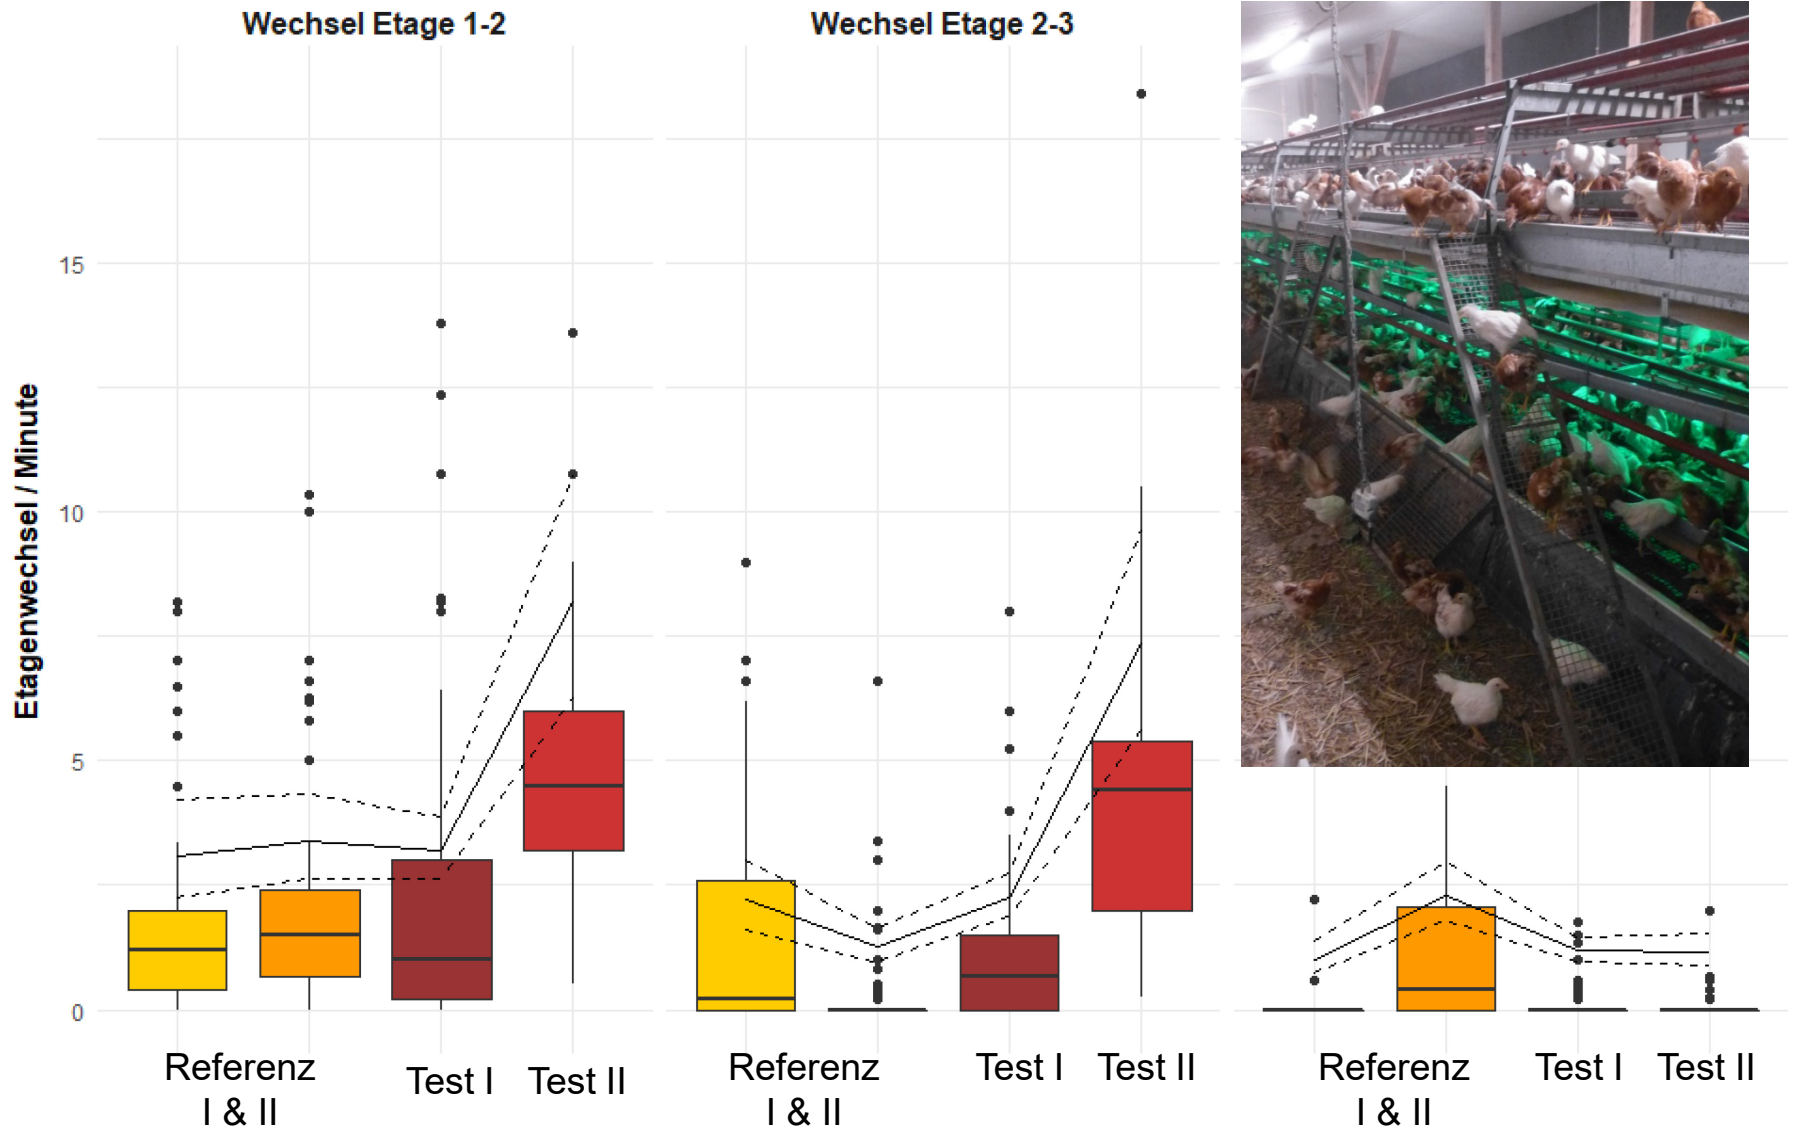 Wechsel Etage 1-2
Wechsel Etage 2-3
Etagenwechsel / Minute
15
10
5
0
Referenz
I & II
Test I
Test II
Referenz
I & II
Test I
Test II
Referenz
I & II
Test I
Test II